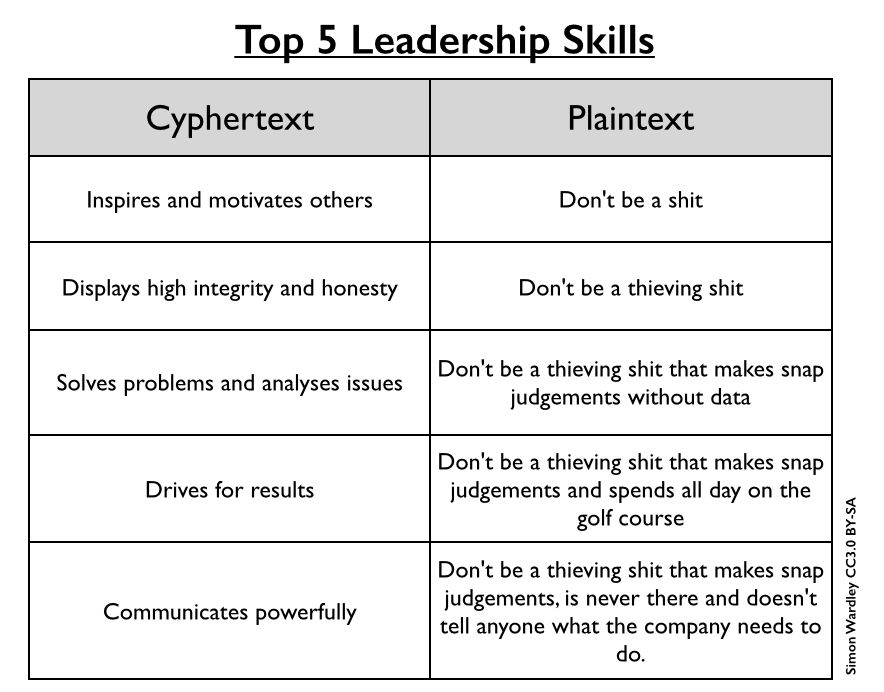 Top 5 Leadership Skills
Cyphertext
Plaintext
Inspires and motivates others
Don't be a shit
Displays high integrity and honesty
Don't be a thieving shit
Solves problems and analyses issues
Don't be a thieving shit that makes snap
judgements without data
Drives for results
Don't be a thieving shit that makes snap
judgements and spends all day on the
golf course
Communicates powerfully
Don't be a thieving shit that makes snap
judgements, is never there and doesn't
tell anyone what the company needs to
do.
Simon Wardley CC3.0 BY-SA